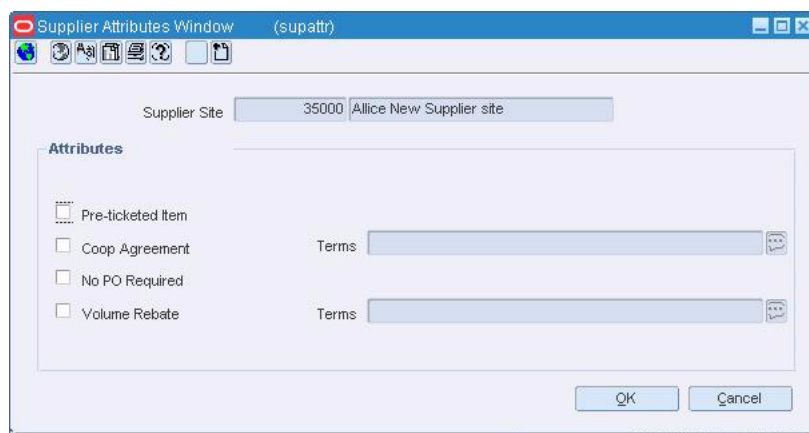 Supplier Attributes Window (supattr)
Supplier Site 35000 Allice New Supplier site
Attributes
Pre-ticketed Item
Coop Agreement Terms
No PO Required
Volume Rebate Terms
OK Cancel